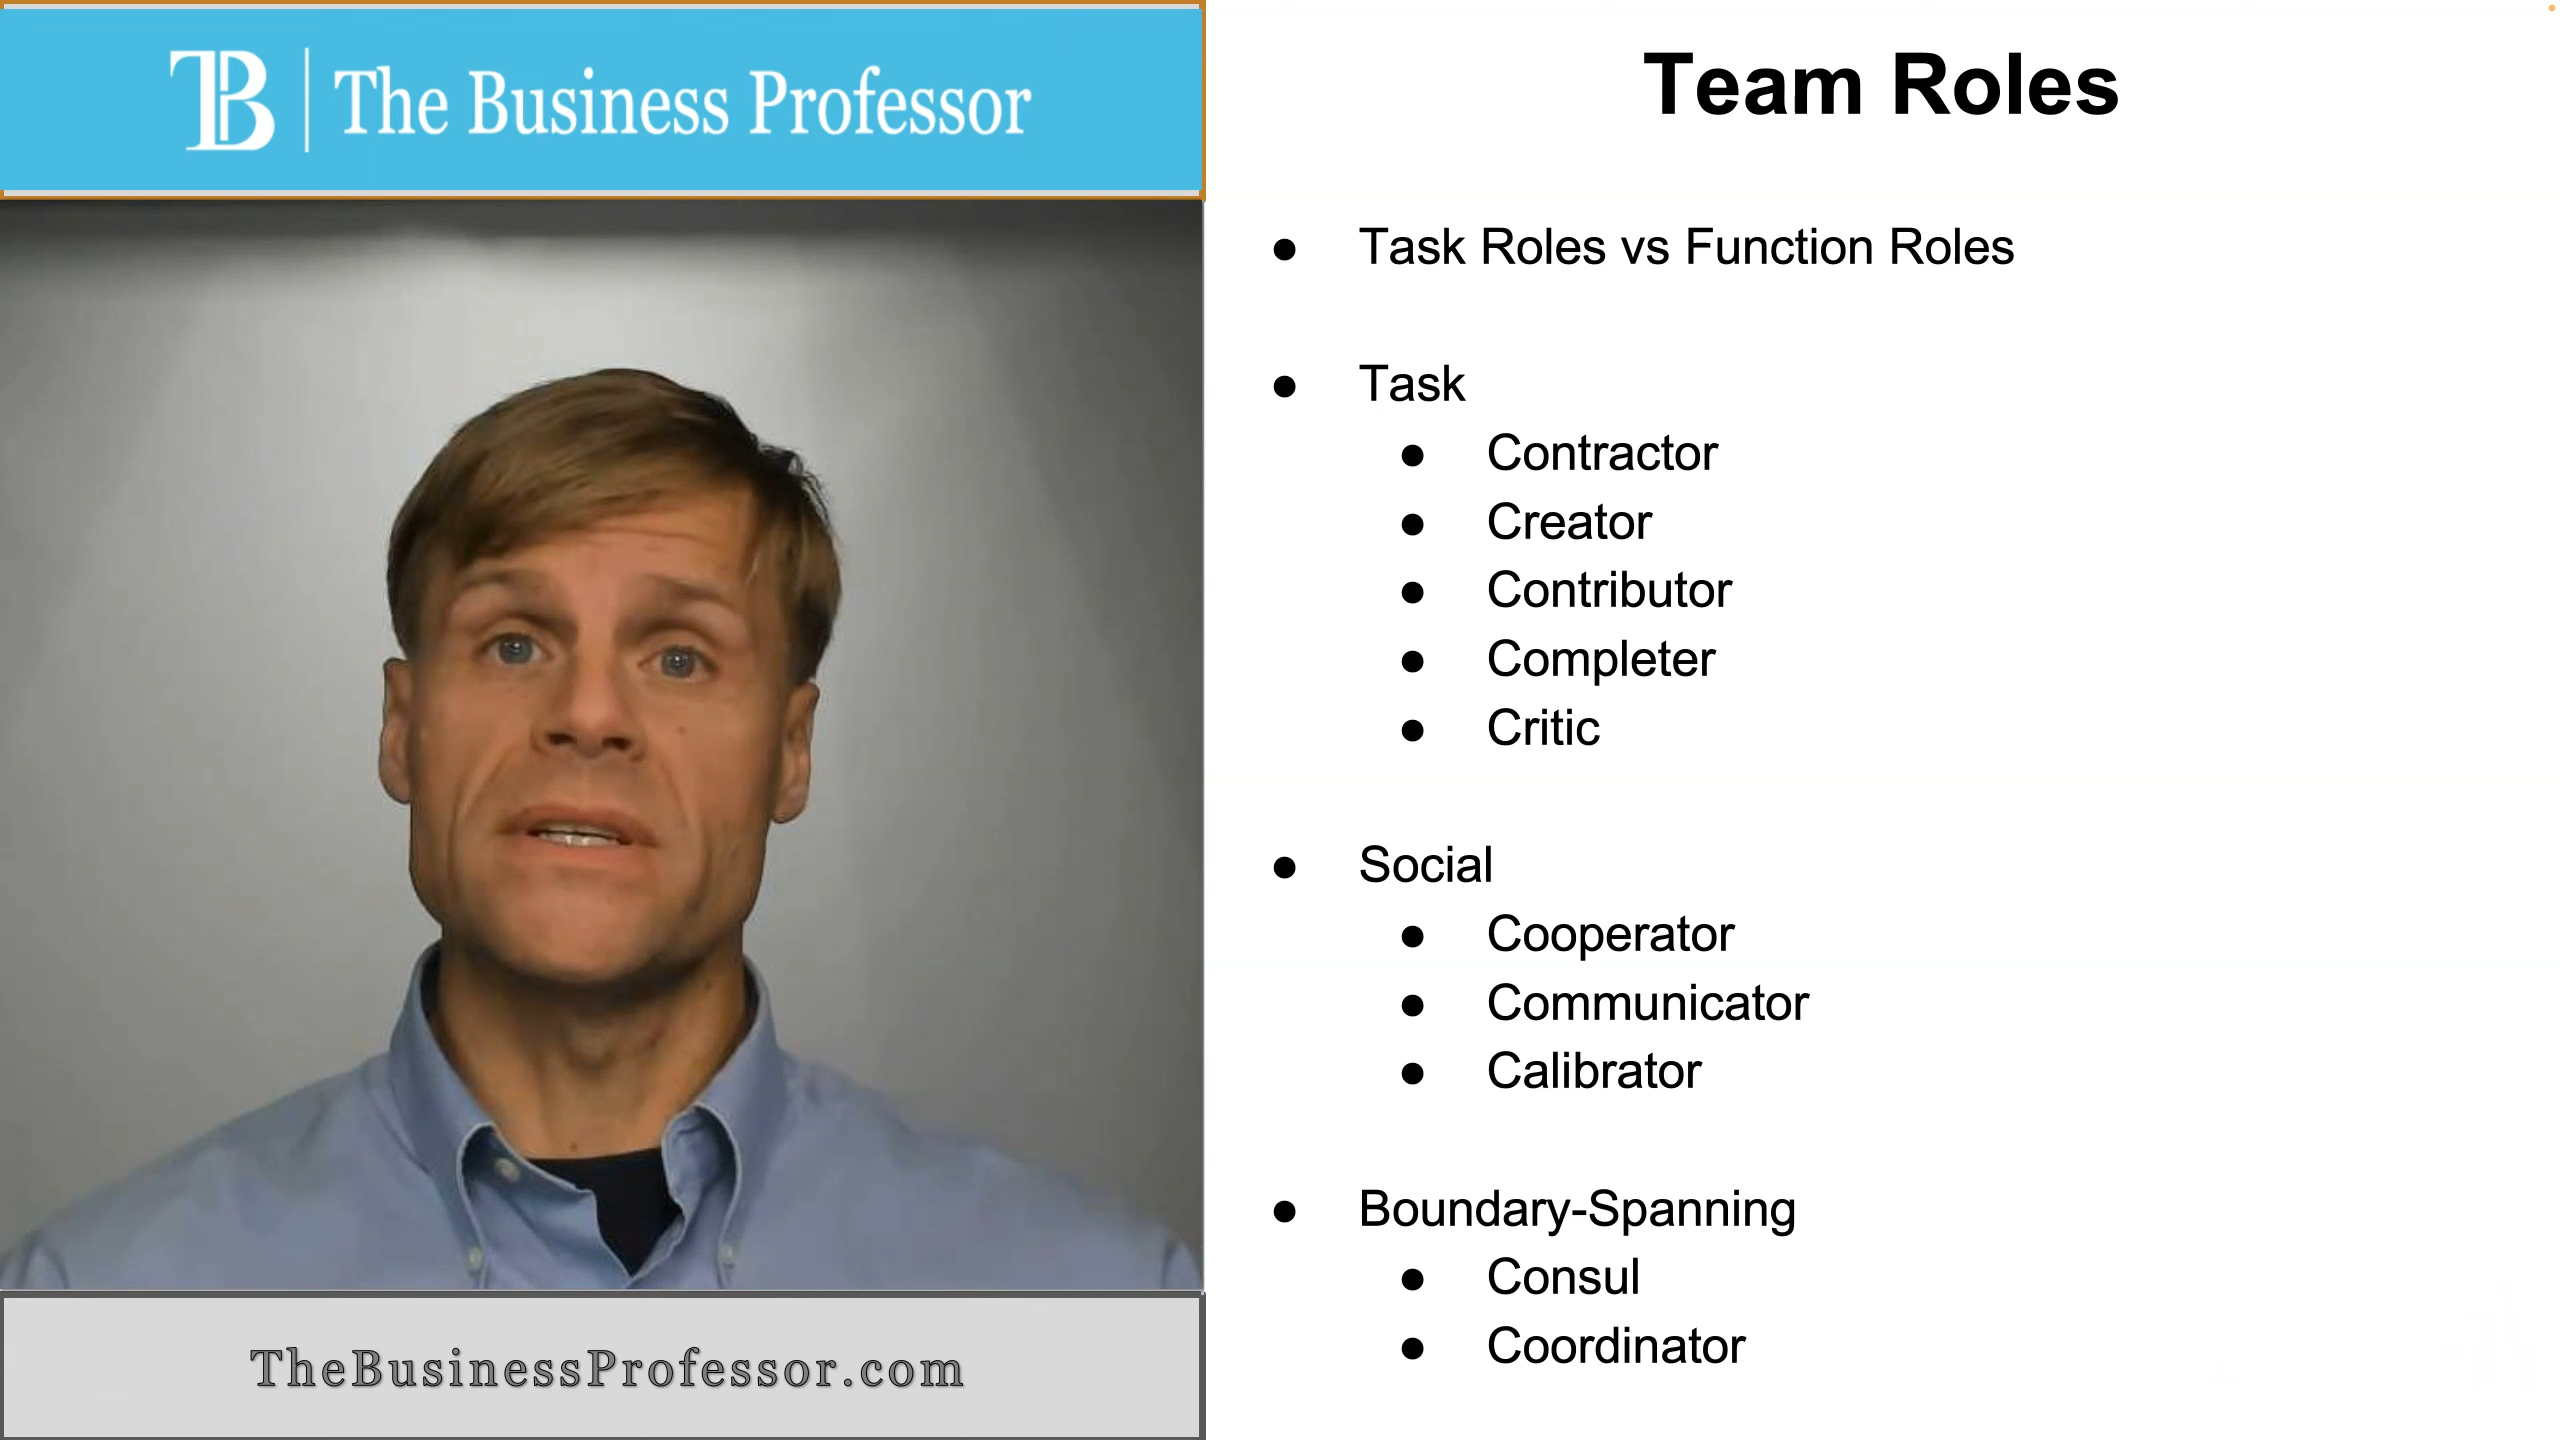 TB The Business Professor
TheBusinessProfessor.com
Team Roles
Task Roles vs Function Roles
Task
Contractor
Creator
Contributor
Completer
Critic
Social
Cooperator
Communicator
Calibrator
Boundary-Spanning
Consul
Coordinator